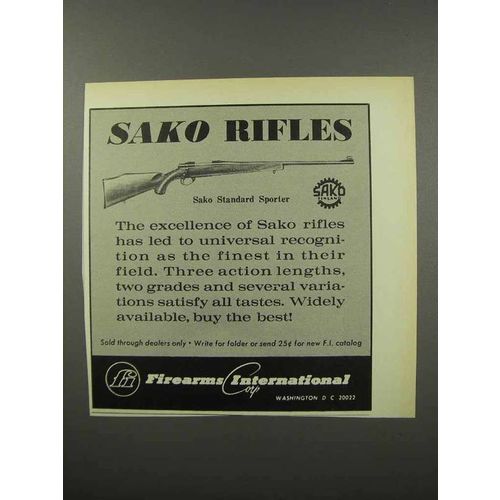 SAKO RIFLES
Sako Standard Sporter
SAKO
FINLAND
The excellence of Sako rifles
has led to universal recogni-
tion as the finest in their
field. Three action lengths,
two grades and several varia-
tions satisfy all tastes. Widely
available, buy the best!
Sold through dealers only • Write for folder or send 25¢ for new F.I. catalog
fi Firearms International
Corp
WASHINGTON D C 20022